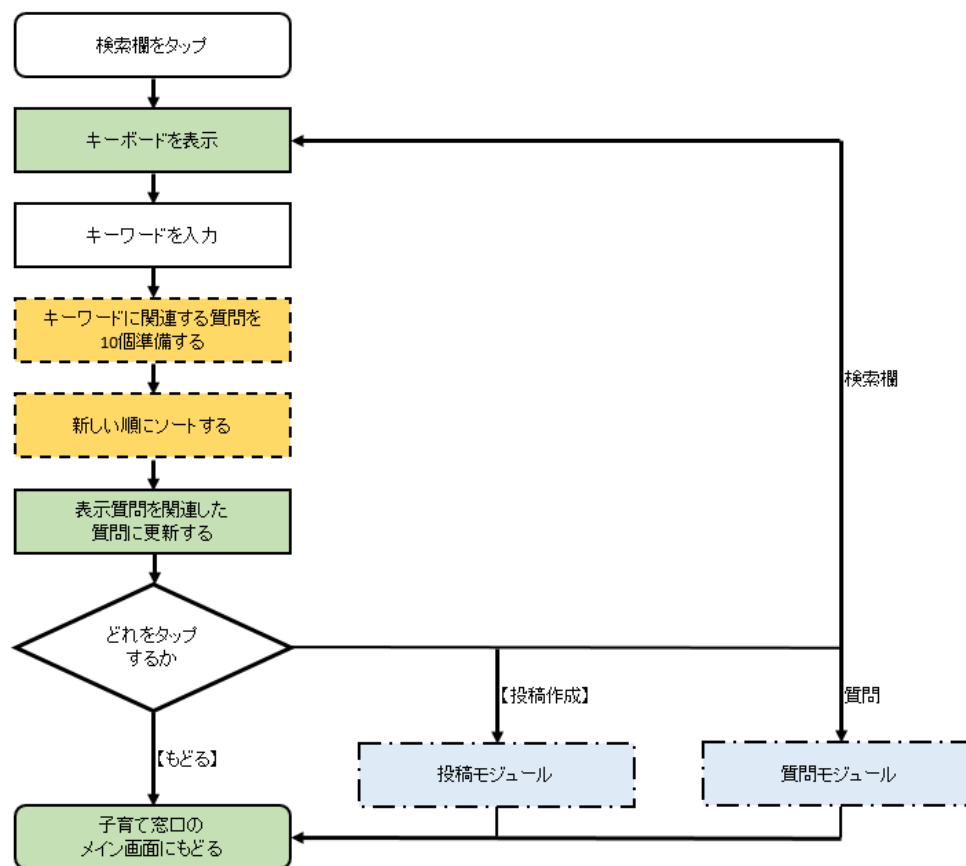 検索欄をタップ
キーボードを表示
キーワードを入力
キーワードに関連する質問を
10個準備する
新しい順にソートする
表示質問を関連した
質問に更新する
どれをタップ
するか
検索欄
【投稿作成】
質問
【もどる】
投稿モジュール
質問モジュール
子育て窓口の
メイン画面にもどる